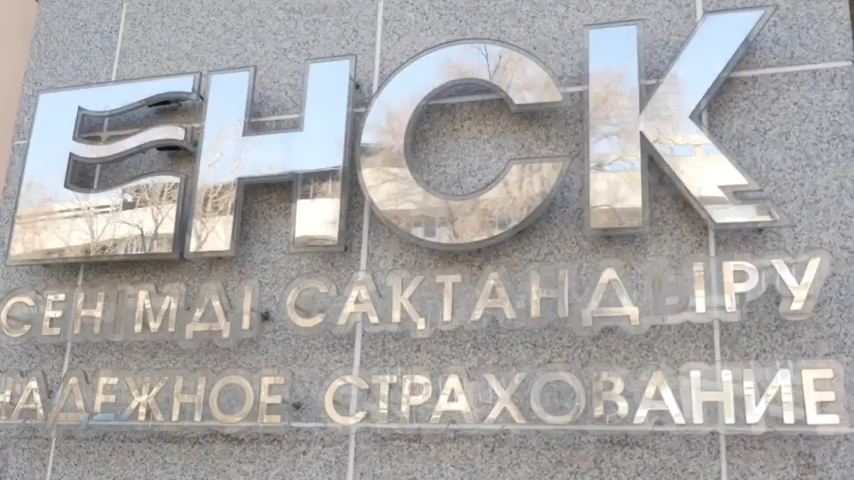 ЕНСК
СЕНІМДІ САҚТАНДЫРУ
НАДЕЖНОЕ СТРАХОВАНИЕ